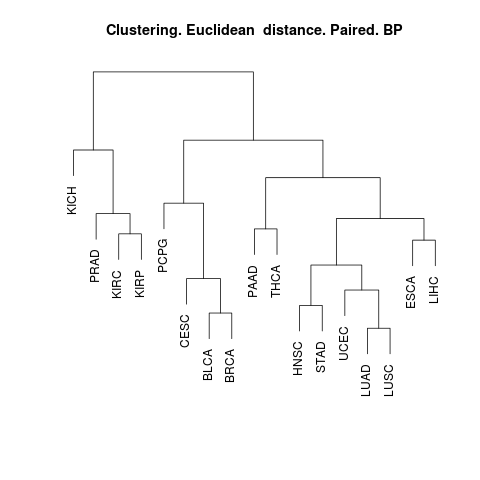 Clustering. Euclidean distance. Paired. BP
KICH
PRAD
KIRC
KIRP
PCPG
CESC
BLCA
BRCA
PAAD
THCA
HNSC
STAD
UCEC
LUAD
LUSC
ESCA
LIHC